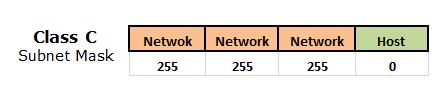 Class C
Subnet Mask
Netwok Network Network Host
255 255 255 0